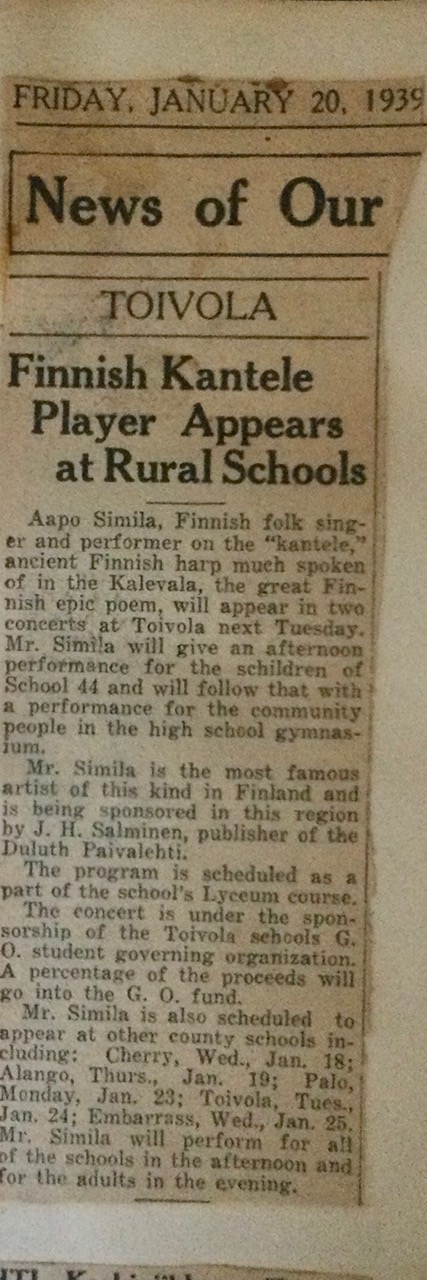 FRIDAY, JANUARY 20, 1939
News of Our
TOIVOLA
Finnish Kantele
Player Appears
at Rural Schools
Aapo Simila, Finnish folk sing-
er and performer on the "kantele,"
ancient Finnish harp much spoken
of in the Kalevala, the great Fin-
nish epic poem, will appear in two
concerts at Toivola next Tuesday.
Mr. Simila will give an afternoon
performance for the schildren of
School 44 and will follow that with
a performance for the community
people in the high school gymnas-
ium.
Mr. Simila is the most famous
artist of this kind in Finland and
is being sponsored in this region
by J. H. Salminen, publisher of the
Duluth Paivalehti.
The program is scheduled as a
part of the school's Lyceum course.
The concert is under the spon-
sorship of the Toivola schools G.
O. student governing organization.
A percentage of the proceeds will
go into the G. O. fund.
Mr. Simila is also scheduled to
appear at other county schools in-
cluding: Cherry, Wed., Jan. 18;
Alango, Thurs., Jan. 19; Palo,
Monday, Jan. 23; Toivola, Tues.,
Jan. 24; Embarrass, Wed., Jan. 25.
Mr. Simila will perform for all
of the schools in the afternoon and
for the adults in the evening.